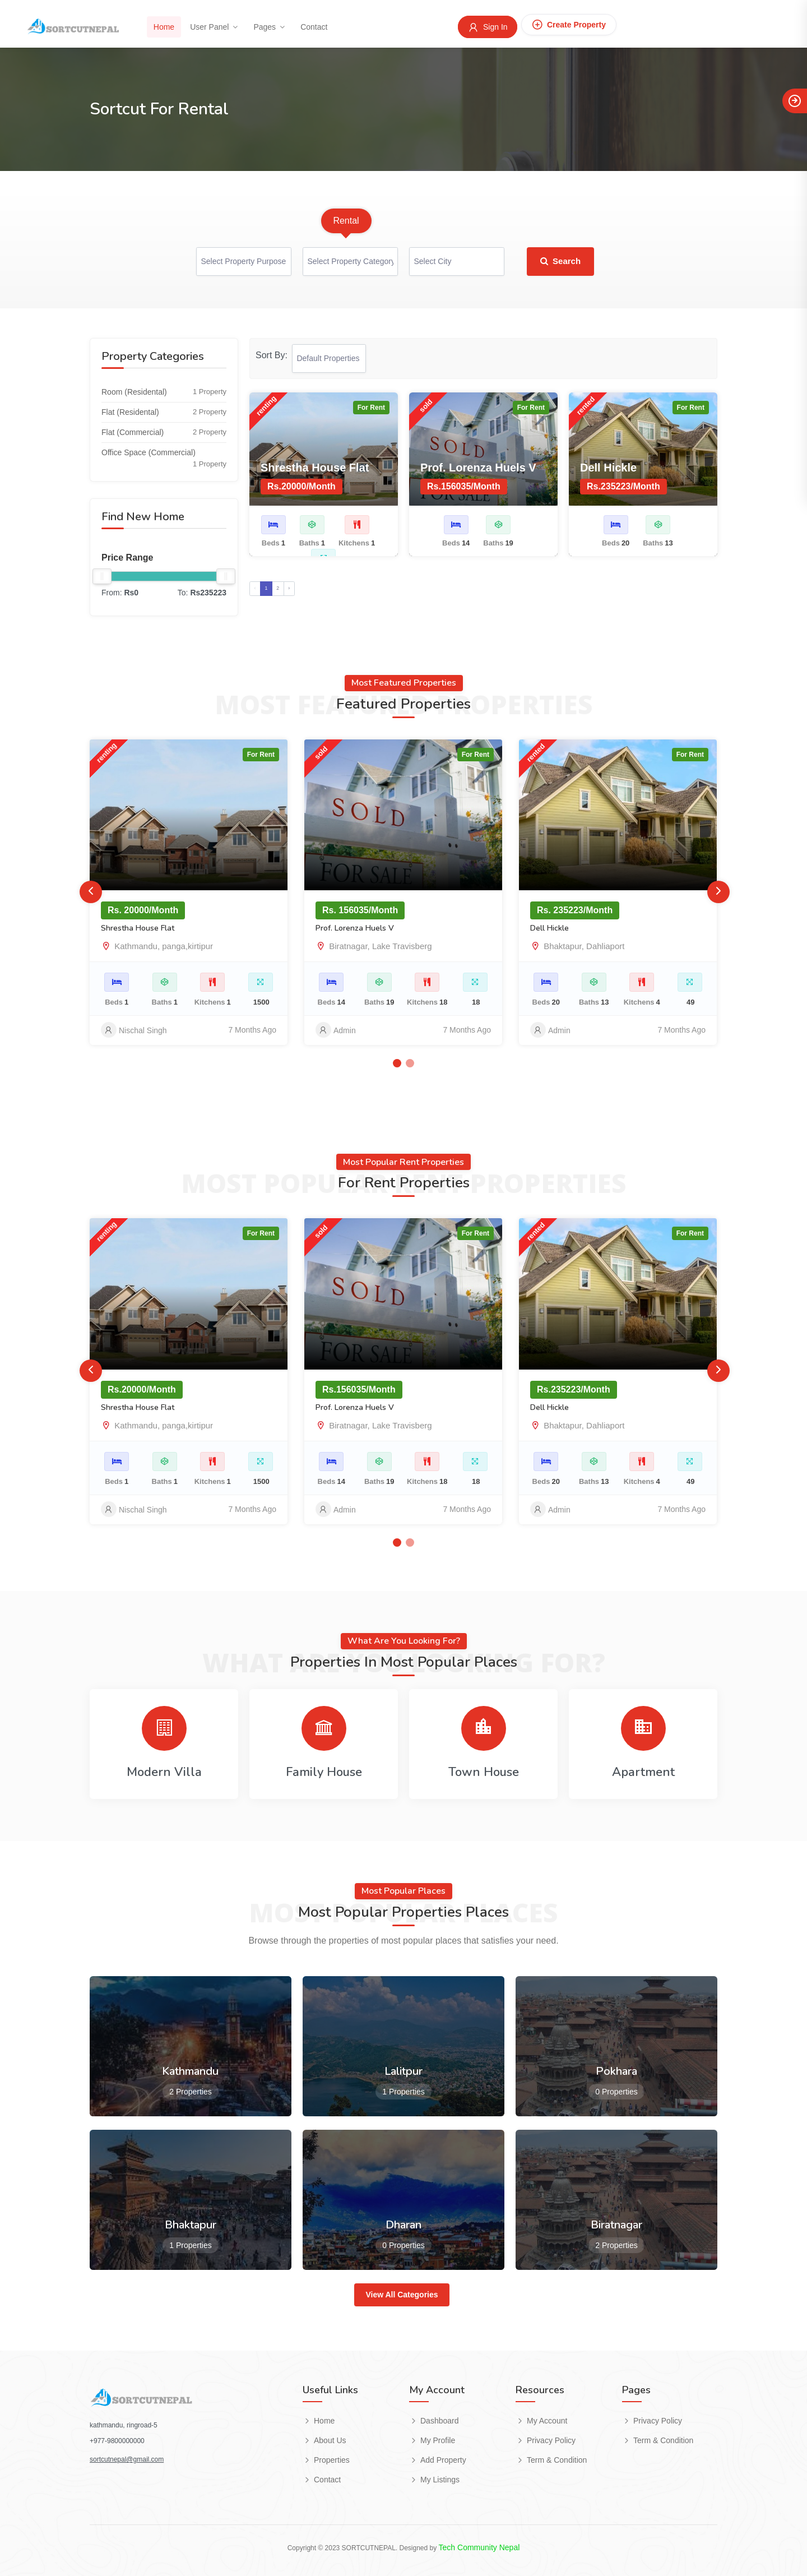 SORTCUTNEPAL
Home User Panel Pages Contact
Sign In
Create Property
Sortcut For Rental
Rental
Select Property Purpose
Select Property Category
Select City
Search
Property Categories
Room (Residental) 1 Property
Flat (Residental) 2 Property
Flat (Commercial) 2 Property
Office Space (Commercial)
1 Property
Find New Home
Price Range
From: Rs0 To: Rs235223
Sort By: Default Properties
renting
For Rent
Shrestha House Flat
Rs.20000/Month
Beds 1 Baths 1 Kitchens 1
sold
For Rent
SOLD
Prof. Lorenza Huels V
FOR SALE
Rs.156035/Month
Beds 14 Baths 19
rented
For Rent
Dell Hickle
Rs.235223/Month
Beds 20 Baths 13
1 2 ›
Most Featured Properties
MOST FEATURED PROPERTIES
Featured Properties
renting
For Rent
Rs. 20000/Month
Shrestha House Flat
Kathmandu, panga,kirtipur
Beds 1 Baths 1 Kitchens 1 1500
Nischal Singh 7 Months Ago
sold
For Rent
SOLD
FOR SALE
Rs. 156035/Month
Prof. Lorenza Huels V
Biratnagar, Lake Travisberg
Beds 14 Baths 19 Kitchens 18 18
Admin 7 Months Ago
rented
For Rent
Rs. 235223/Month
Dell Hickle
Bhaktapur, Dahliaport
Beds 20 Baths 13 Kitchens 4 49
Admin 7 Months Ago
Most Popular Rent Properties
MOST POPULAR RENT PROPERTIES
For Rent Properties
renting
For Rent
Rs.20000/Month
Shrestha House Flat
Kathmandu, panga,kirtipur
Beds 1 Baths 1 Kitchens 1 1500
Nischal Singh 7 Months Ago
sold
For Rent
SOLD
FOR SALE
Rs.156035/Month
Prof. Lorenza Huels V
Biratnagar, Lake Travisberg
Beds 14 Baths 19 Kitchens 18 18
Admin 7 Months Ago
rented
For Rent
Rs.235223/Month
Dell Hickle
Bhaktapur, Dahliaport
Beds 20 Baths 13 Kitchens 4 49
Admin 7 Months Ago
What Are You Looking For?
WHAT ARE YOU LOOKING FOR?
Properties In Most Popular Places
Modern Villa
Family House
Town House
Apartment
Most Popular Places
MOST POPULAR PLACES
Most Popular Properties Places
Browse through the properties of most popular places that satisfies your need.
Kathmandu
2 Properties
Lalitpur
1 Properties
Pokhara
0 Properties
Bhaktapur
1 Properties
Dharan
0 Properties
Biratnagar
2 Properties
View All Categories
SORTCUTNEPAL
kathmandu, ringroad-5
+977-9800000000
sortcutnepal@gmail.com
Useful Links
Home
About Us
Properties
Contact
My Account
Dashboard
My Profile
Add Property
My Listings
Resources
My Account
Privacy Policy
Term & Condition
Pages
Privacy Policy
Term & Condition
Copyright © 2023 SORTCUTNEPAL. Designed by Tech Community Nepal